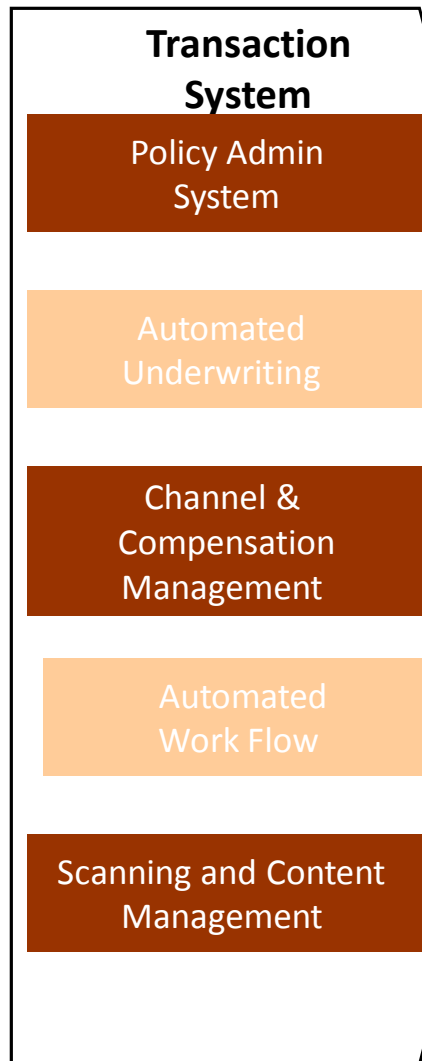 Transaction
System
Policy Admin
System
Automated
Underwriting
Channel &
Compensation
Management
Automated
Work Flow
Scanning and Content
Management